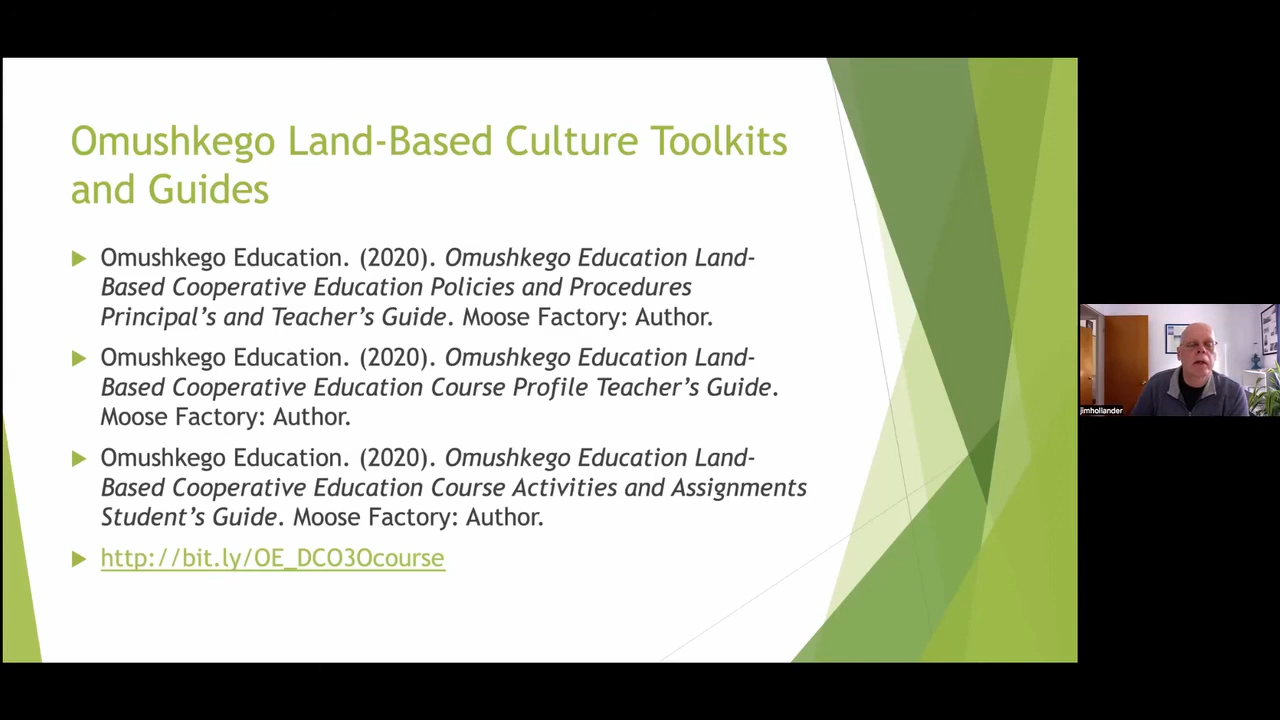 Omushkego Land-Based Culture Toolkits
and Guides
Omushkego Education. (2020). Omushkego Education Land-
Based Cooperative Education Policies and Procedures
Principal's and Teacher's Guide. Moose Factory: Author.
Omushkego Education. (2020). Omushkego Education Land-
Based Cooperative Education Course Profile Teacher's Guide.
Moose Factory: Author.
Omushkego Education. (2020). Omushkego Education Land-
Based Cooperative Education Course Activities and Assignments
Student's Guide. Moose Factory: Author.
http://bit.ly/OE_DCO3Ocourse
jimhollander